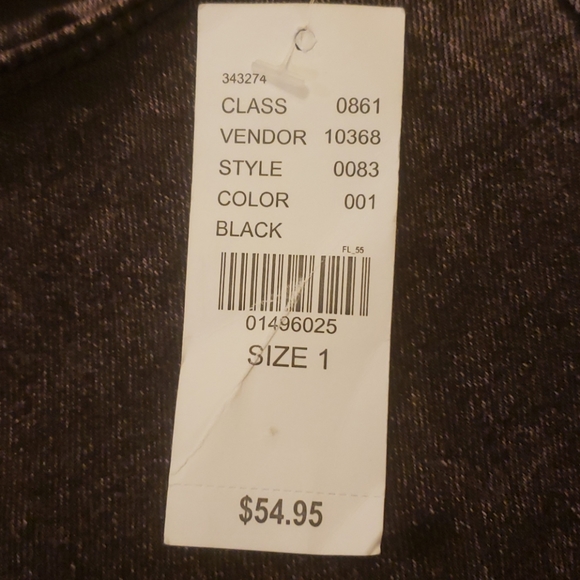 343274
CLASS 0861
VENDOR 10368
STYLE 0083
COLOR 001
BLACK
FL_55
01496025
SIZE 1
$54.95